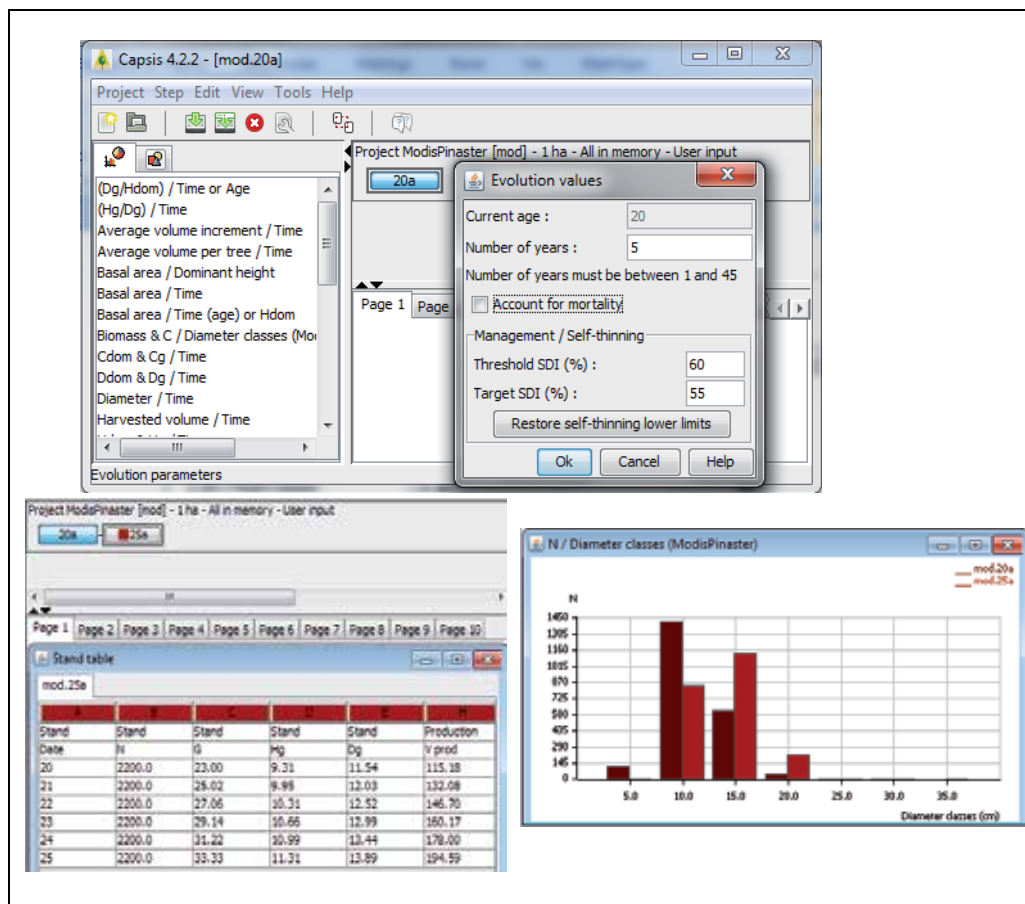 Capsis 4.2.2 - [mod.20a]
Project Step Edit View Tools Help
Project ModisPinaster [mod] - 1 ha - All in memory - User input
20a
(Dg/Hdom) / Time or Age
(Hg/Dg) / Time
Average volume increment / Time
Average volume per tree / Time
Basal area / Dominant height
Basal area / Time
Basal area / Time (age) or Hdom
Biomass & C / Diameter classes (Mo
Cdom & Cg / Time
Ddom & Dg / Time
Diameter / Time
Harvested volume / Time
Evolution parameters
Page 1 Page
Evolution values
Current age : 20
Number of years : 5
Number of years must be between 1 and 45
Account for mortality
Management / Self-thinning
Threshold SDI (%) : 60
Target SDI (%) : 55
Restore self-thinning lower limits
Ok Cancel Help
Project ModisPinaster [mod] - 1 ha - All in memory - User input
20a 25a
Page 1 Page 2 Page 3 Page 4 Page 5 Page 6 Page 7 Page 8 Page 9 Page 10
Stand table
mod.25a
A B C D E H
Stand Stand Stand Stand Stand Production
Date N G Hg Dg V prod
20 2200.0 23.00 9.31 11.54 115.18
21 2200.0 25.02 9.95 12.03 132.08
22 2200.0 27.06 10.31 12.52 146.70
23 2200.0 29.14 10.66 12.99 160.17
24 2200.0 31.22 10.99 13.44 178.00
25 2200.0 33.33 11.31 13.89 194.59
N / Diameter classes (ModisPinaster)
mod.20a
mod.25a
N
1450
1305
1160
1015
870
725
580
435
290
145
0
5.0 10.0 15.0 20.0 25.0 30.0 35.0
Diameter classes (cm)